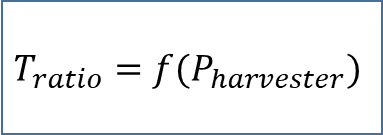 T_ratio = f(P_harvester)